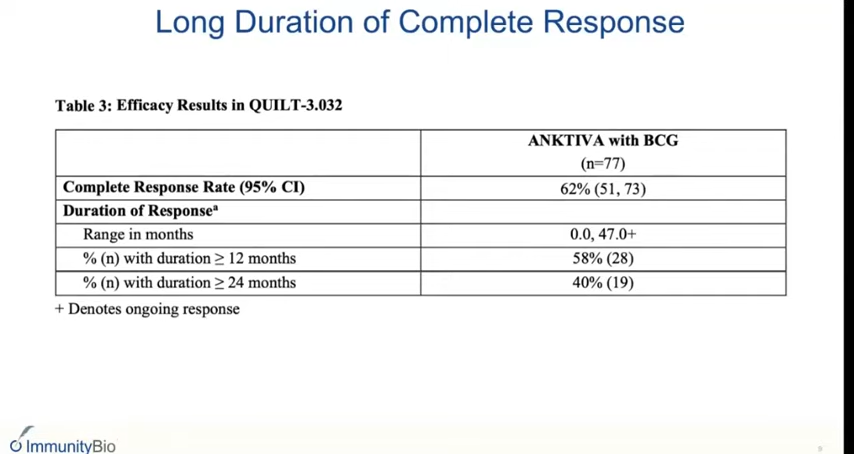 Long Duration of Complete Response
Table 3: Efficacy Results in QUILT-3.032
ANKTIVA with BCG
(n=77)
Complete Response Rate (95% CI) 62% (51, 73)
Duration of Responseᵃ
Range in months 0.0, 47.0+
% (n) with duration ≥ 12 months 58% (28)
% (n) with duration ≥ 24 months 40% (19)
+ Denotes ongoing response
ImmunityBio